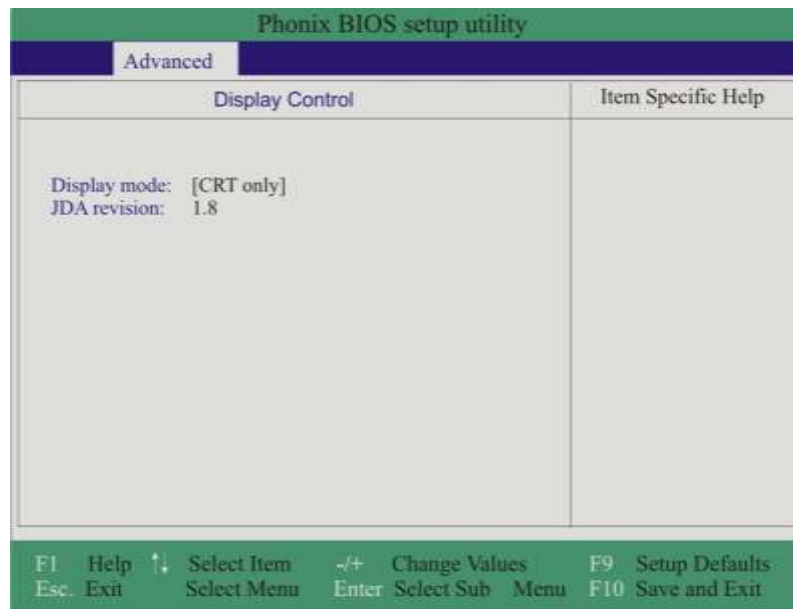 Phonix BIOS setup utility
Advanced
Display Control
Item Specific Help
Display mode: [CRT only]
JDA revision: 1.8
F1 Help ↑↓ Select Item -/+ Change Values F9 Setup Defaults
Esc. Exit Select Menu Enter Select Sub Menu F10 Save and Exit